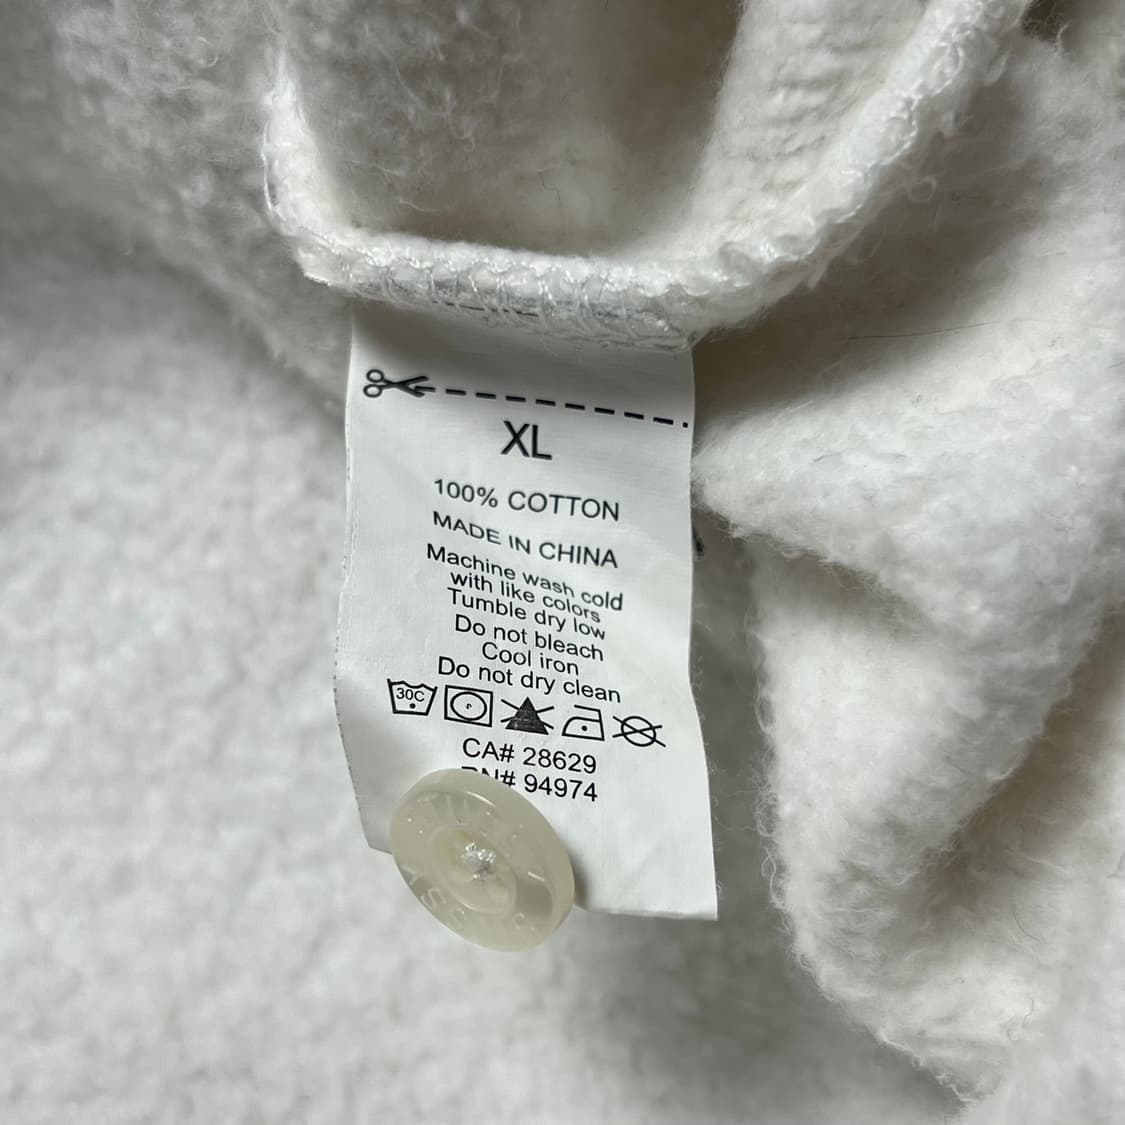 XL
100% COTTON
MADE IN CHINA
Machine wash cold
with like colors
Tumble dry low
Do not bleach
Cool iron
Do not dry clean
30C
CA# 28629
RN# 94974